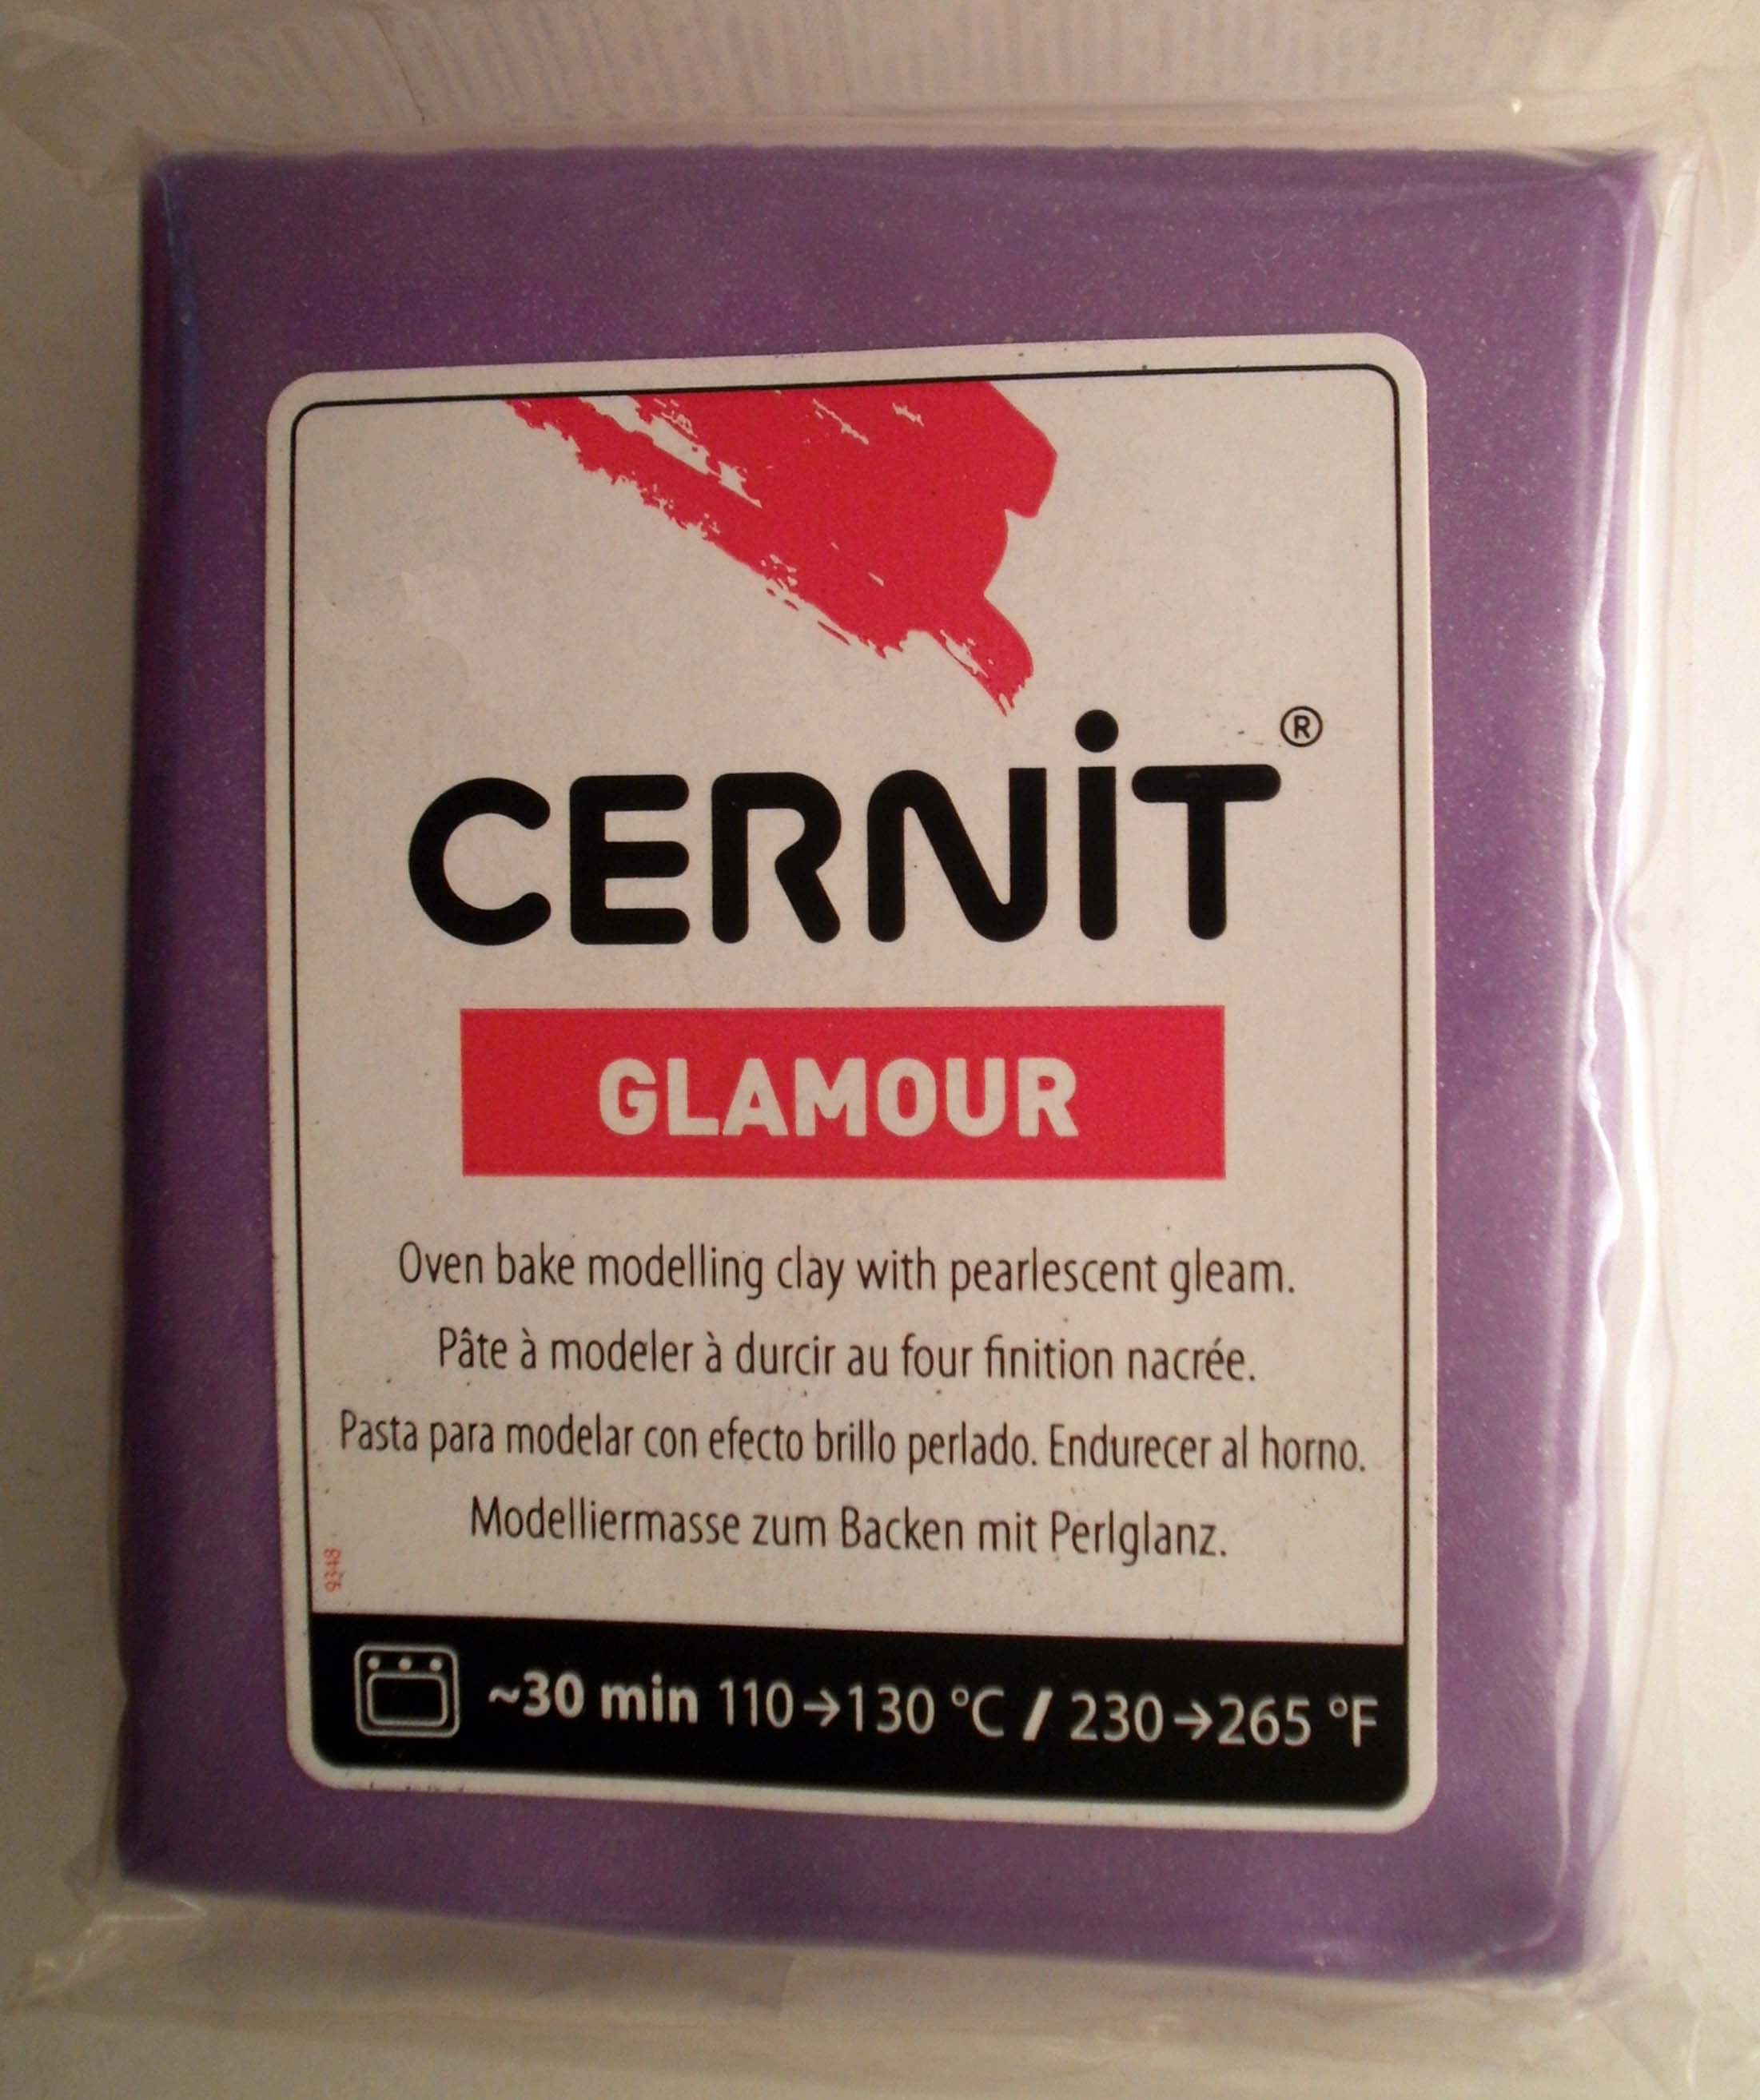 CERNiT®
GLAMOUR
Oven bake modelling clay with pearlescent gleam.
Pâte à modeler à durcir au four finition nacrée.
Pasta para modelar con efecto brillo perlado. Endurecer al horno.
Modelliermasse zum Backen mit Perlglanz.
9348
~30 min 110→130 °C / 230→265 °F